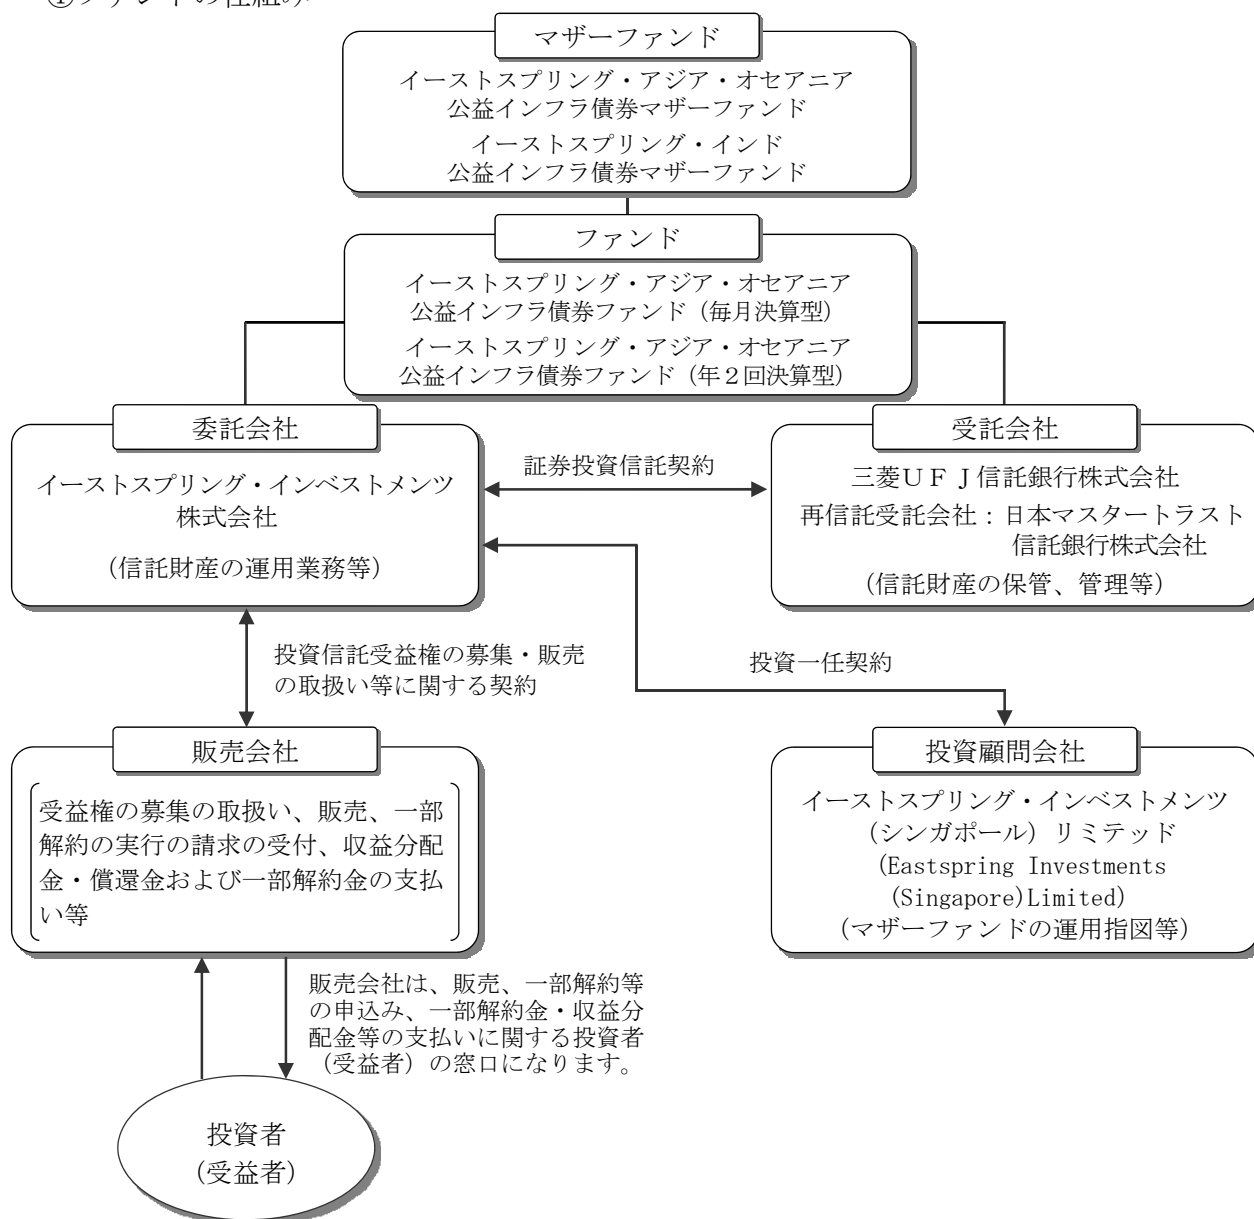 ①ファンドの仕組み
マザーファンド
イーストスプリング・アジア・オセアニア
公益インフラ債券マザーファンド
イーストスプリング・インド
公益インフラ債券マザーファンド
ファンド
イーストスプリング・アジア・オセアニア
公益インフラ債券ファンド（毎月決算型）
イーストスプリング・アジア・オセアニア
公益インフラ債券ファンド（年２回決算型）
委託会社
イーストスプリング・インベストメンツ
株式会社
（信託財産の運用業務等）
証券投資信託契約
受託会社
三菱ＵＦＪ信託銀行株式会社
再信託受託会社：日本マスタートラスト
信託銀行株式会社
（信託財産の保管、管理等）
投資信託受益権の募集・販売
の取扱い等に関する契約
投資一任契約
販売会社
受益権の募集の取扱い、販売、一部
解約の実行の請求の受付、収益分配
金・償還金および一部解約金の支払
い等
投資顧問会社
イーストスプリング・インベストメンツ
（シンガポール）リミテッド
(Eastspring Investments
(Singapore)Limited)
（マザーファンドの運用指図等）
販売会社は、販売、一部解約等
の申込み、一部解約金・収益分
配金等の支払いに関する投資者
（受益者）の窓口になります。
投資者
（受益者）